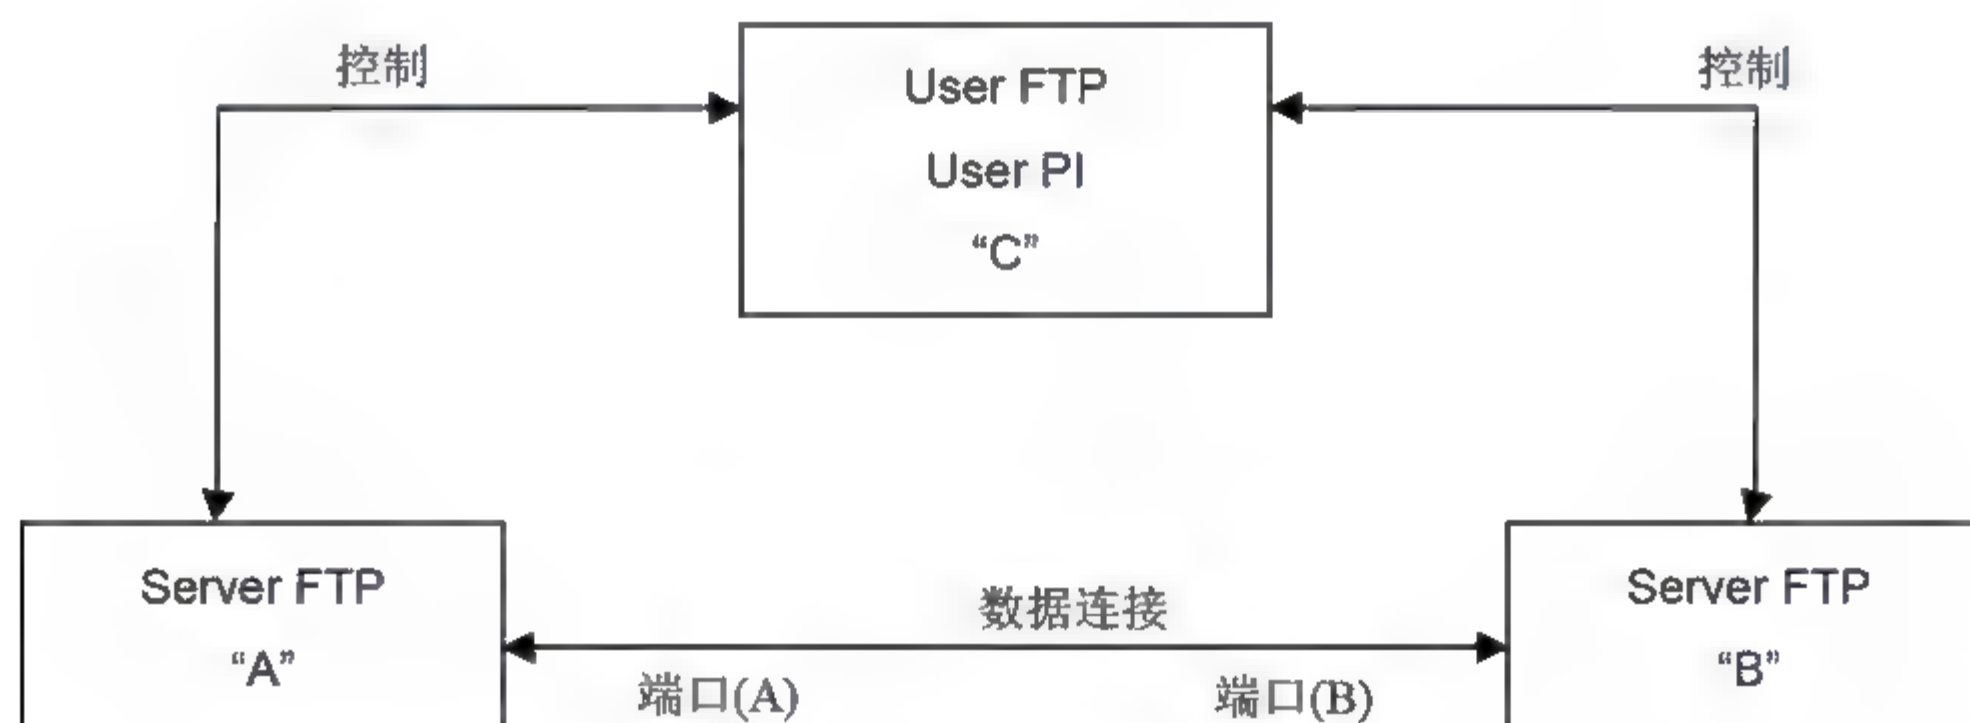 控制
User FTP
User PI
“C”
控制
Server FTP
“A”
数据连接
端口(A)
端口(B)
Server FTP
“B”